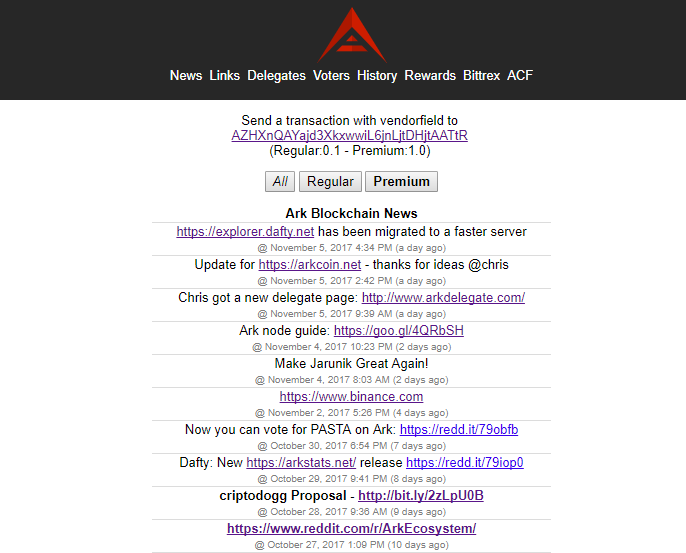 News Links Delegates Voters History Rewards Bittrex ACF
Send a transaction with vendorfield to
AZHXnQAYajd3XkxwwiL6jnLjtDHjtAATtR
(Regular:0.1 - Premium:1.0)
All Regular Premium
Ark Blockchain News
https://explorer.dafty.net has been migrated to a faster server
@ November 5, 2017 4:34 PM (a day ago)
Update for https://arkcoin.net - thanks for ideas @chris
@ November 5, 2017 2:42 PM (a day ago)
Chris got a new delegate page: http://www.arkdelegate.com/
@ November 5, 2017 9:39 AM (a day ago)
Ark node guide: https://goo.gl/4QRbSH
@ November 4, 2017 10:23 PM (2 days ago)
Make Jarunik Great Again!
@ November 4, 2017 8:03 AM (2 days ago)
https://www.binance.com
@ November 2, 2017 5:26 PM (4 days ago)
Now you can vote for PASTA on Ark: https://redd.it/79obfb
@ October 30, 2017 6:54 PM (7 days ago)
Dafty: New https://arkstats.net/ release https://redd.it/79iop0
@ October 29, 2017 9:41 PM (8 days ago)
criptodogg Proposal - http://bit.ly/2zLpU0B
@ October 28, 2017 9:36 AM (9 days ago)
https://www.reddit.com/r/ArkEcosystem/
@ October 27, 2017 1:09 PM (10 days ago)